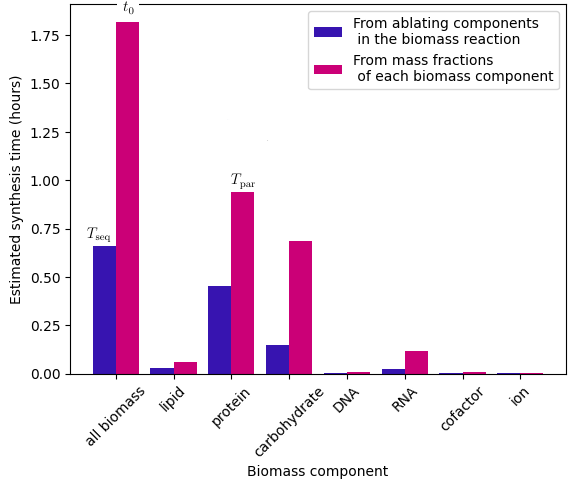 t₀
From ablating components
in the biomass reaction
From mass fractions
of each biomass component
Estimated synthesis time (hours)
1.75
1.50
1.25
1.00
0.75
0.50
0.25
0.00
T_seq
T_par
all biomass
lipid
protein
carbohydrate
DNA
RNA
cofactor
ion
Biomass component